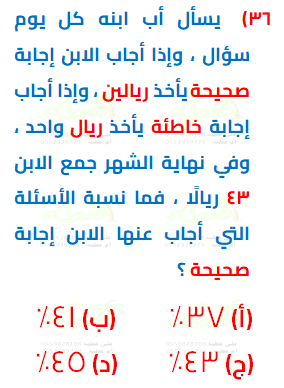 ٣٦) يسأل أب ابنه كل يوم
سؤال ، وإذا أجاب الابن إجابة
صحيحة يأخذ ريالين ، وإذا أجاب
إجابة خاطئة يأخذ ريال واحد ،
وفي نهاية الشهر جمع الابن
٤٣ ريالًا ، فما نسبة الأسئلة
التي أجاب عنها الابن إجابة
صحيحة ؟
(أ) ٣٧٪ (ب) ٤١٪
(ج) ٤٣٪ (د) ٤٥٪